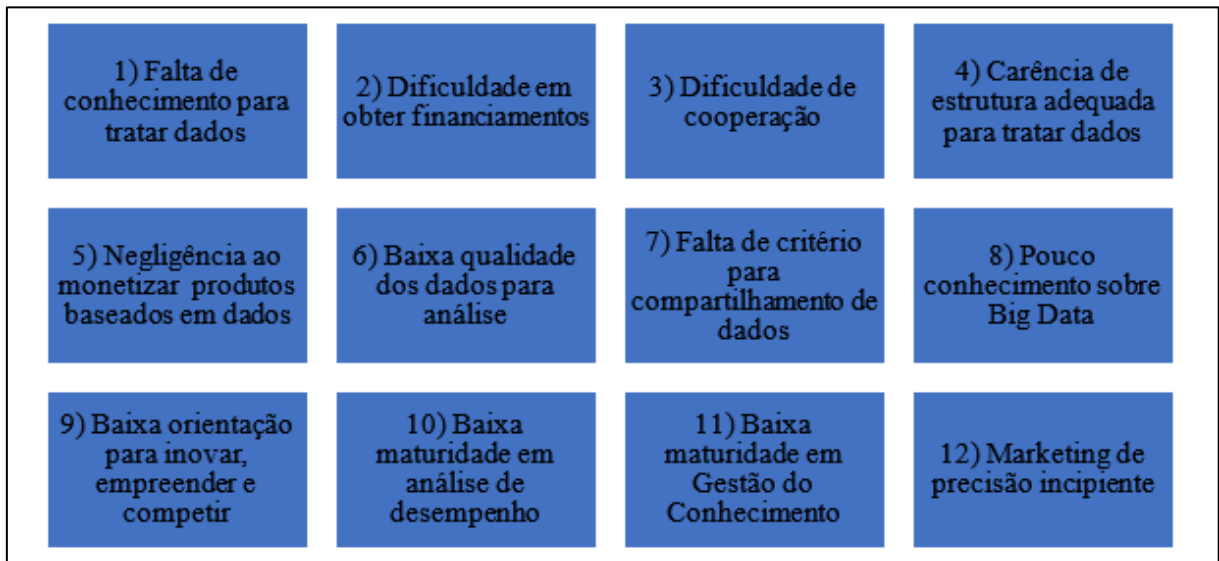 1) Falta de
conhecimento para
tratar dados
2) Dificuldade em
obter financiamentos
3) Dificuldade de
cooperação
4) Carência de
estrutura adequada
para tratar dados
5) Negligência ao
monetizar produtos
baseados em dados
6) Baixa qualidade
dos dados para
análise
7) Falta de critério
para
compartilhamento de
dados
8) Pouco
conhecimento sobre
Big Data
9) Baixa orientação
para inovar,
empreender e
competir
10) Baixa
maturidade em
análise de
desempenho
11) Baixa
maturidade em
Gestão do
Conhecimento
12) Marketing de
precisão incipiente